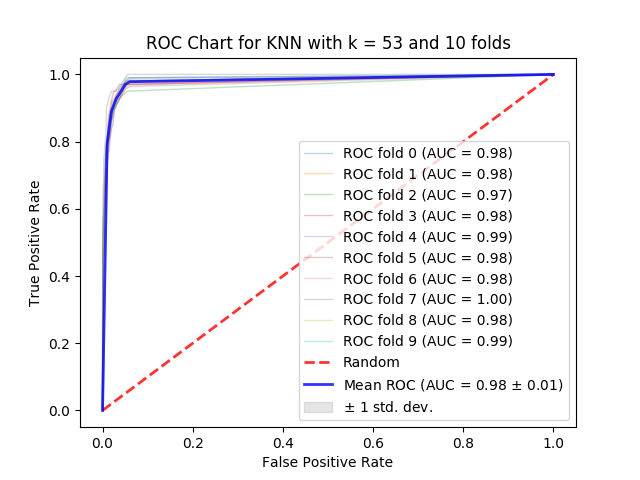 ROC Chart for KNN with k = 53 and 10 folds
1.0
0.8
0.6
0.4
0.2
0.0
True Positive Rate
ROC fold 0 (AUC = 0.98)
ROC fold 1 (AUC = 0.98)
ROC fold 2 (AUC = 0.97)
ROC fold 3 (AUC = 0.98)
ROC fold 4 (AUC = 0.99)
ROC fold 5 (AUC = 0.98)
ROC fold 6 (AUC = 0.98)
ROC fold 7 (AUC = 1.00)
ROC fold 8 (AUC = 0.98)
ROC fold 9 (AUC = 0.99)
Random
Mean ROC (AUC = 0.98 ± 0.01)
± 1 std. dev.
0.0 0.2 0.4 0.6 0.8 1.0
False Positive Rate